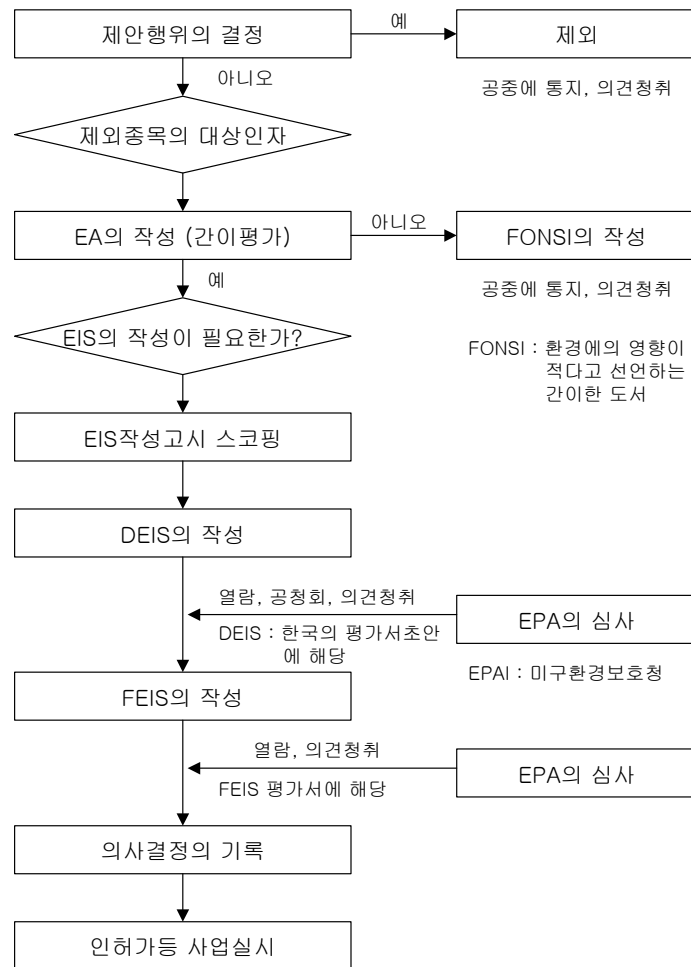 제안행위의 결정
예
제외
아니오
공중에 통지, 의견청취
제외종목의 대상인자
EA의 작성 (간이평가)
아니오
FONSI의 작성
예
공중에 통지, 의견청취
EIS의 작성이 필요한가?
FONSI : 환경에의 영향이
적다고 선언하는
간이한 도서
EIS작성고시 스코핑
DEIS의 작성
열람, 공청회, 의견청취
EPA의 심사
DEIS : 한국의 평가서초안
에 해당
EPAI : 미구환경보호청
FEIS의 작성
열람, 의견청취
EPA의 심사
FEIS 평가서에 해당
의사결정의 기록
인허가등 사업실시